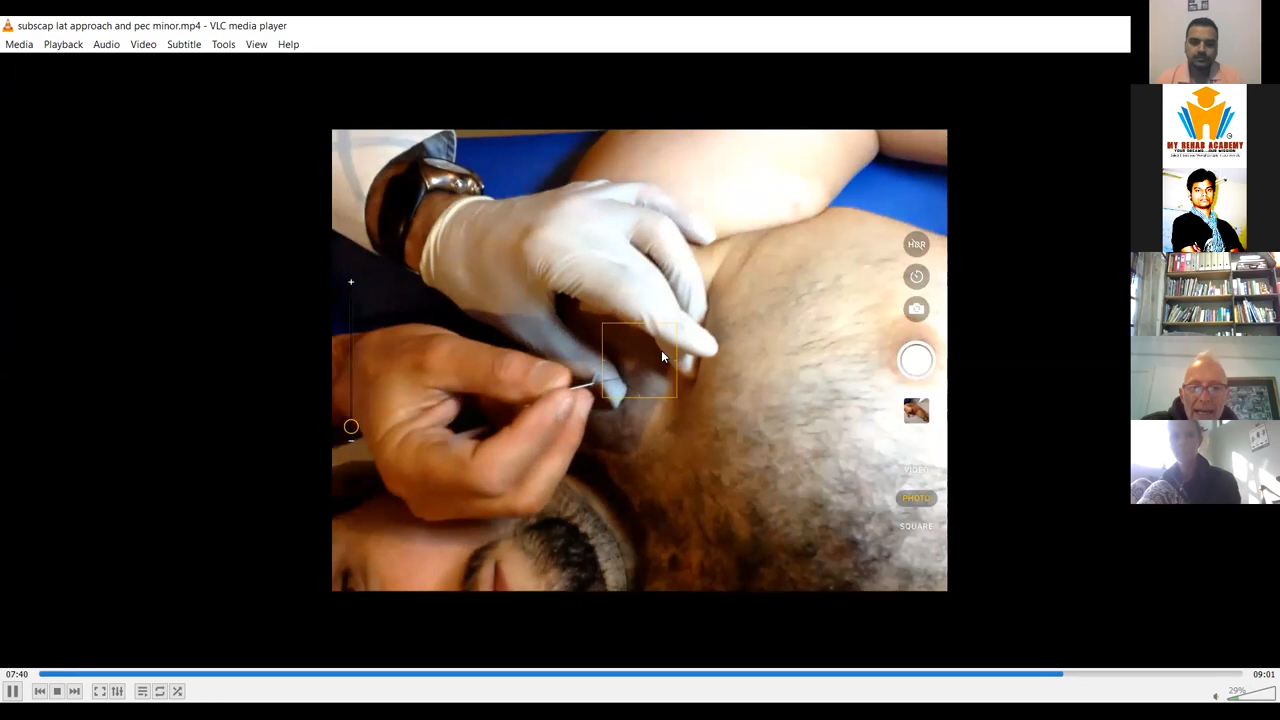 subscap lat approach and pec minor.mp4 - VLC media player
Media Playback Audio Video Subtitle Tools View Help
MY REHAB ACADEMY
HDR
VIDEO
PHOTO
SQUARE
07:40
09:01
29%